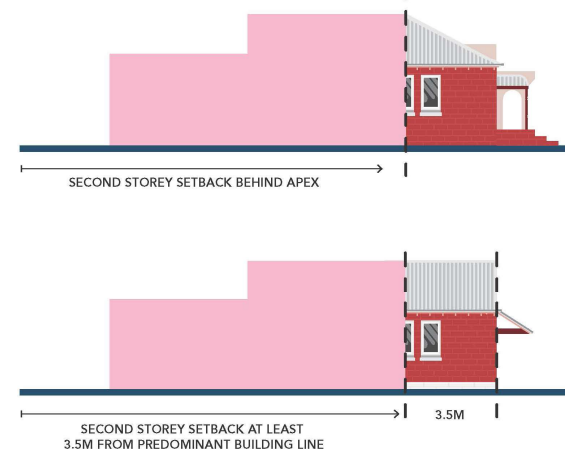 SECOND STOREY SETBACK BEHIND APEX
3.5M
SECOND STOREY SETBACK AT LEAST
3.5M FROM PREDOMINANT BUILDING LINE